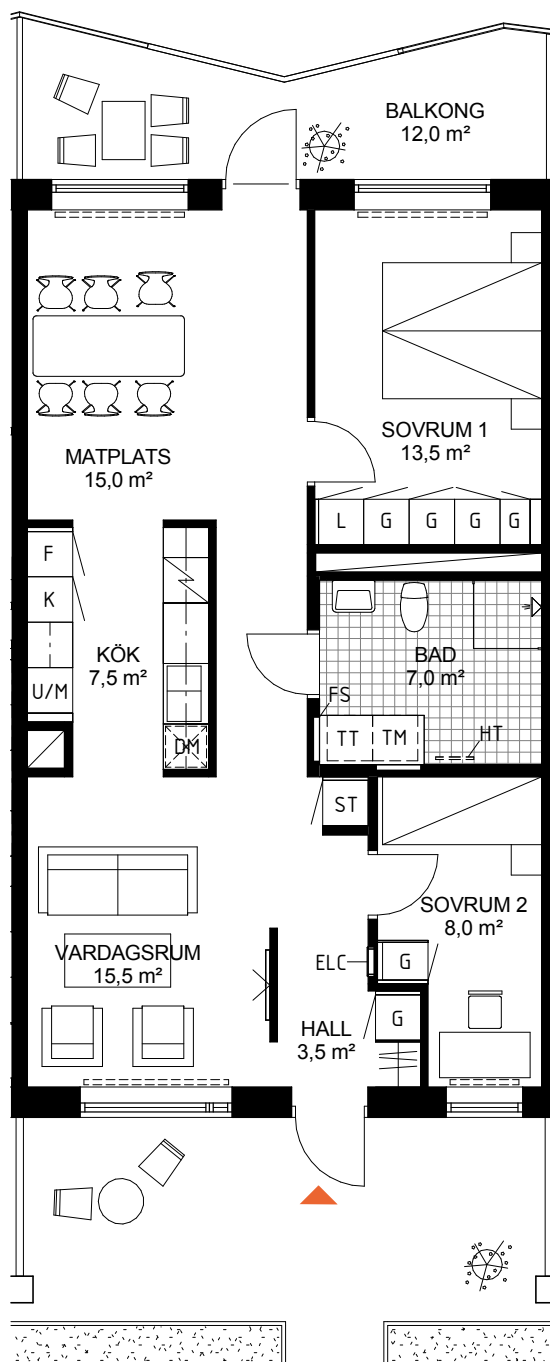 BALKONG
12,0 m²
SOVRUM 1
13,5 m²
MATPLATS
15,0 m²
L
G
G
G
G
F
K
U/M
KÖK
7,5 m²
DM
BAD
7,0 m²
FS
TT
TM
HT
ST
SOVRUM 2
8,0 m²
VARDAGSRUM
15,5 m²
ELC
G
G
HALL
3,5 m²